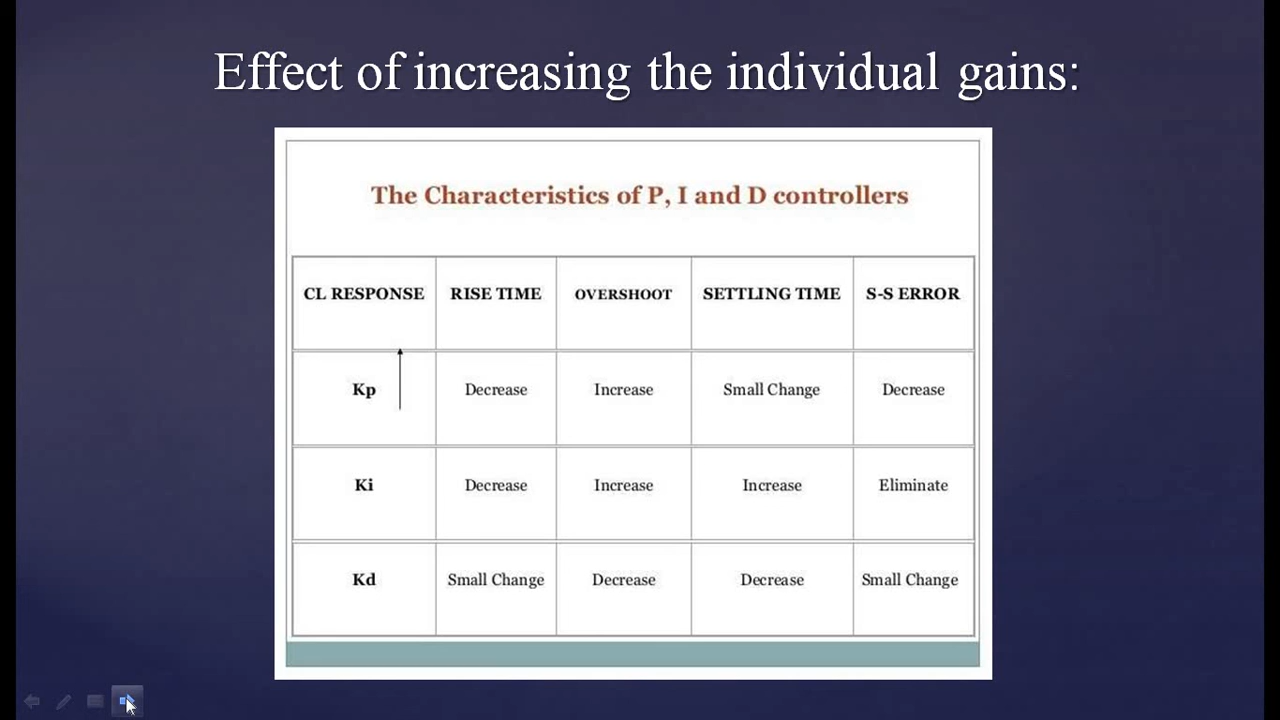 Effect of increasing the individual gains:
The Characteristics of P, I and D controllers
CL RESPONSE RISE TIME OVERSHOOT SETTLING TIME S-S ERROR
Kp Decrease Increase Small Change Decrease
Ki Decrease Increase Increase Eliminate
Kd Small Change Decrease Decrease Small Change